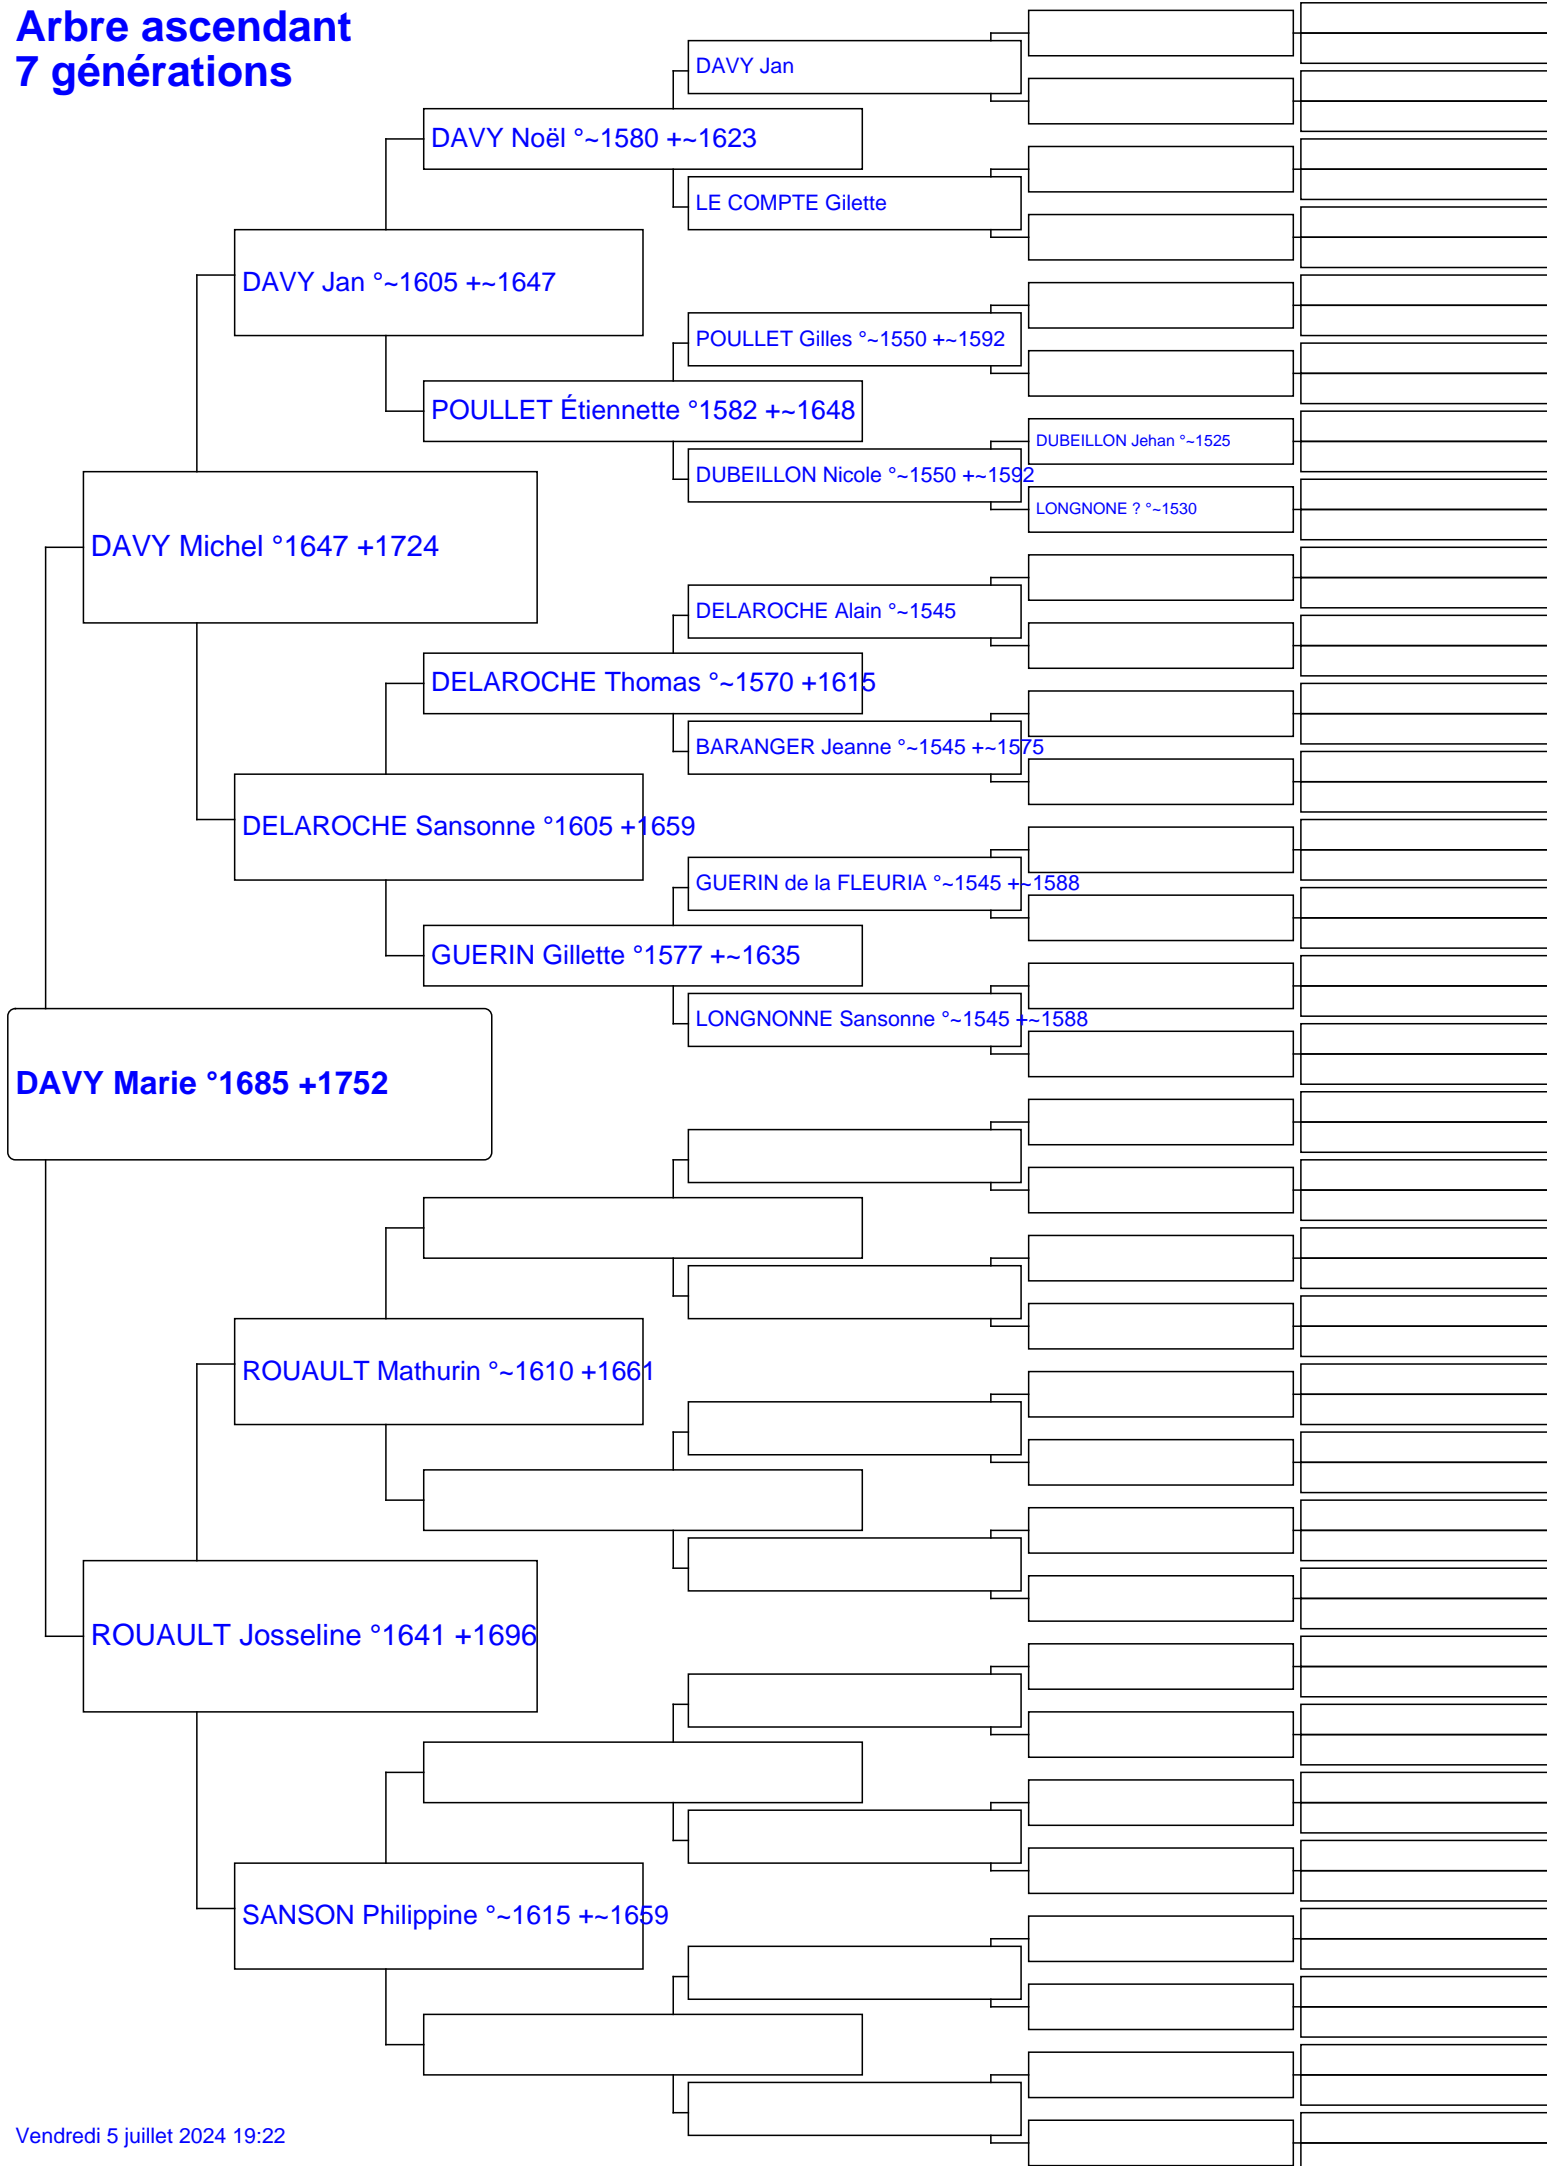 Arbre ascendant
7 générations
DAVY Jan
DAVY Noël °~1580 +~1623
LE COMPTE Gilette
DAVY Jan °~1605 +~1647
POULLET Gilles °~1550 +~1592
POULLET Étiennette °1582 +~1648
DUBEILLON Jehan °~1525
DUBEILLON Nicole °~1550 +~1592
LONGNONE ? °~1530
DAVY Michel °1647 +1724
DELAROCHE Alain °~1545
DELAROCHE Thomas °~1570 +1615
BARANGER Jeanne °~1545 +~1575
DELAROCHE Sansonne °1605 +1659
GUERIN de la FLEURIA °~1545 +~1588
GUERIN Gillette °1577 +~1635
LONGNONNE Sansonne °~1545 +~1588
DAVY Marie °1685 +1752
ROUAULT Mathurin °~1610 +1661
ROUAULT Josseline °1641 +1696
SANSON Philippine °~1615 +~1659
Vendredi 5 juillet 2024 19:22